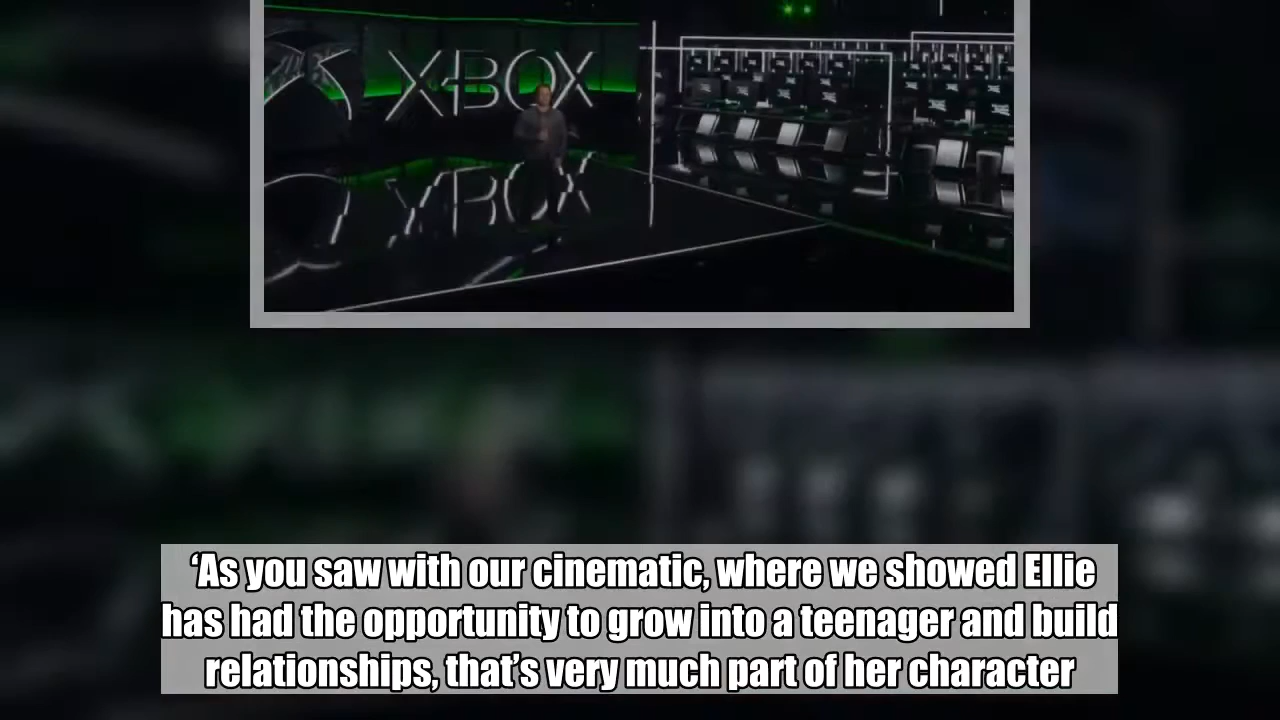 XBOX
‘As you saw with our cinematic, where we showed Ellie
has had the opportunity to grow into a teenager and build
relationships, that’s very much part of her character